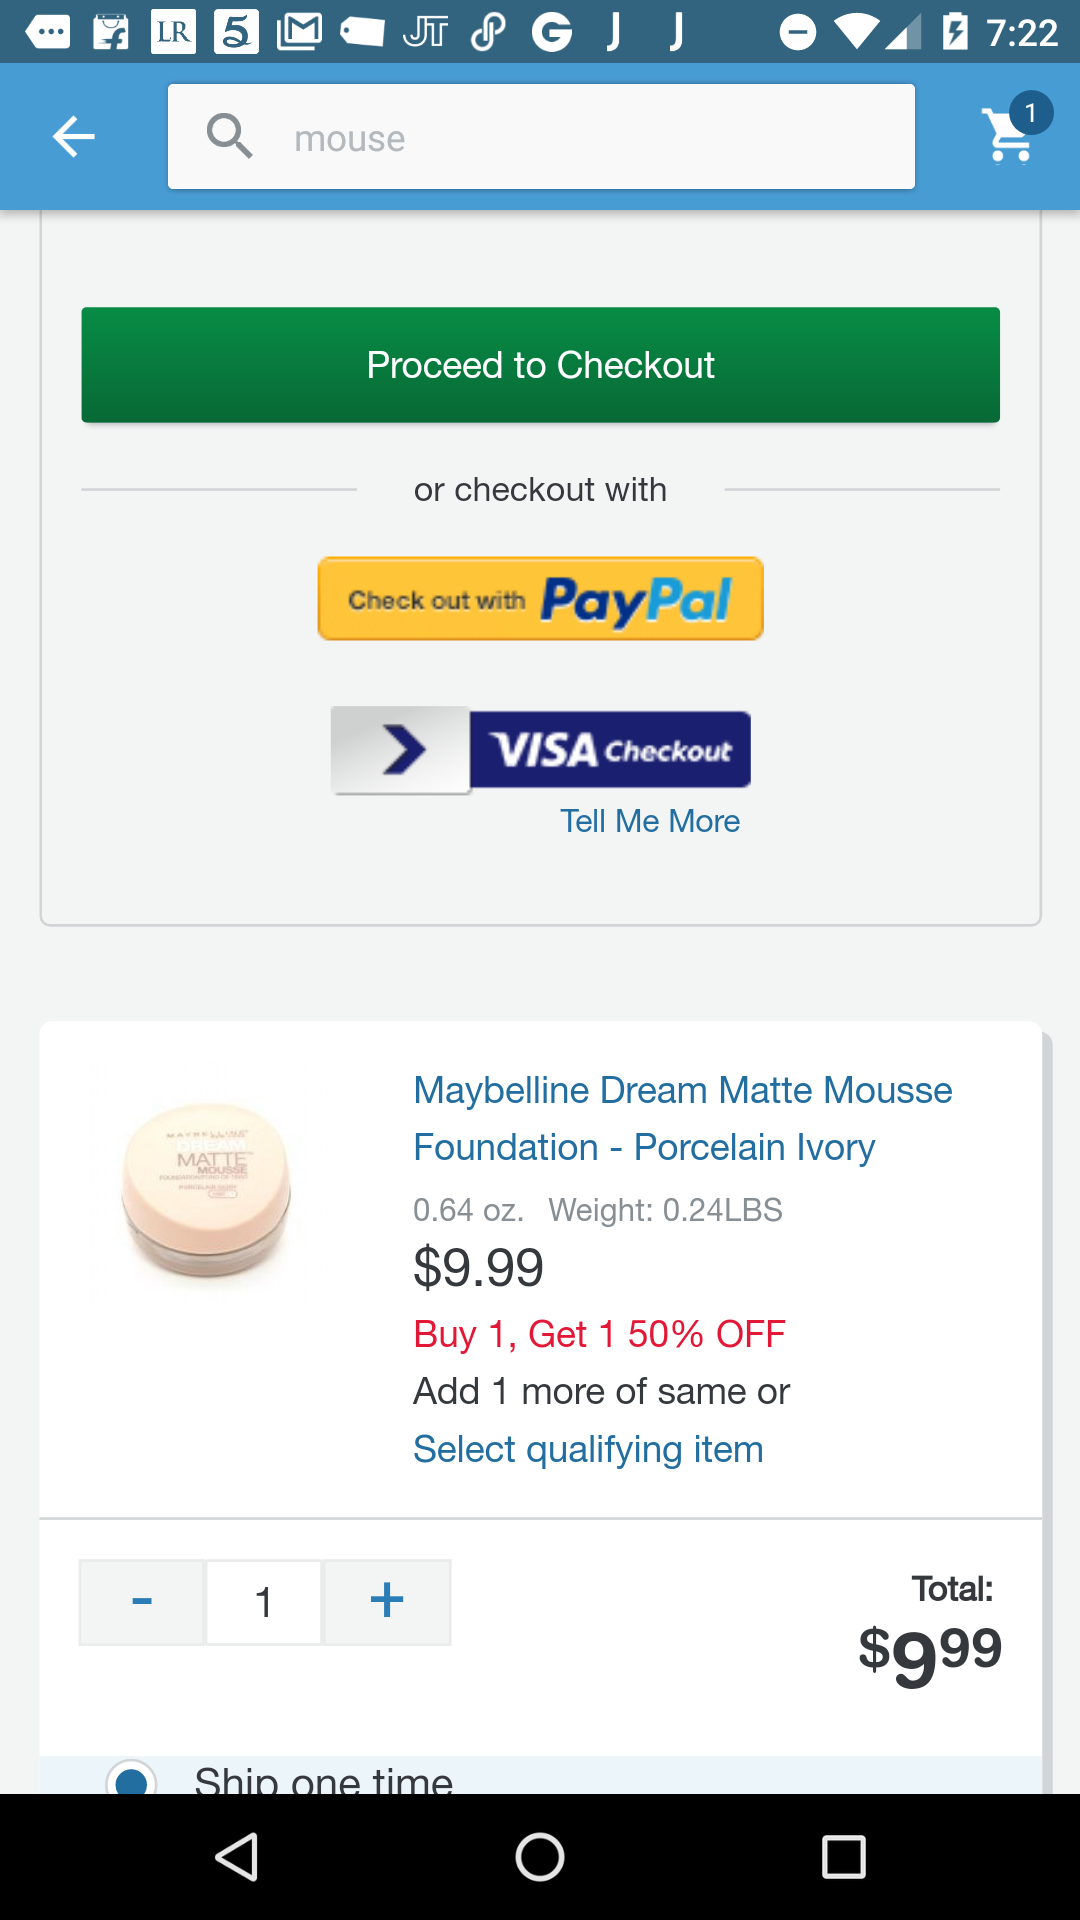 LR 5 M JT G J J 7:22
mouse 1
Proceed to Checkout
or checkout with
Check out with PayPal
VISA Checkout
Tell Me More
Maybelline Dream Matte Mousse
Foundation - Porcelain Ivory
0.64 oz. Weight: 0.24LBS
$9.99
Buy 1, Get 1 50% OFF
Add 1 more of same or
Select qualifying item
MAYBELLINE
DREAM
MATTE
MOUSSE
- 1 +
Total:
$9 99
Ship one time